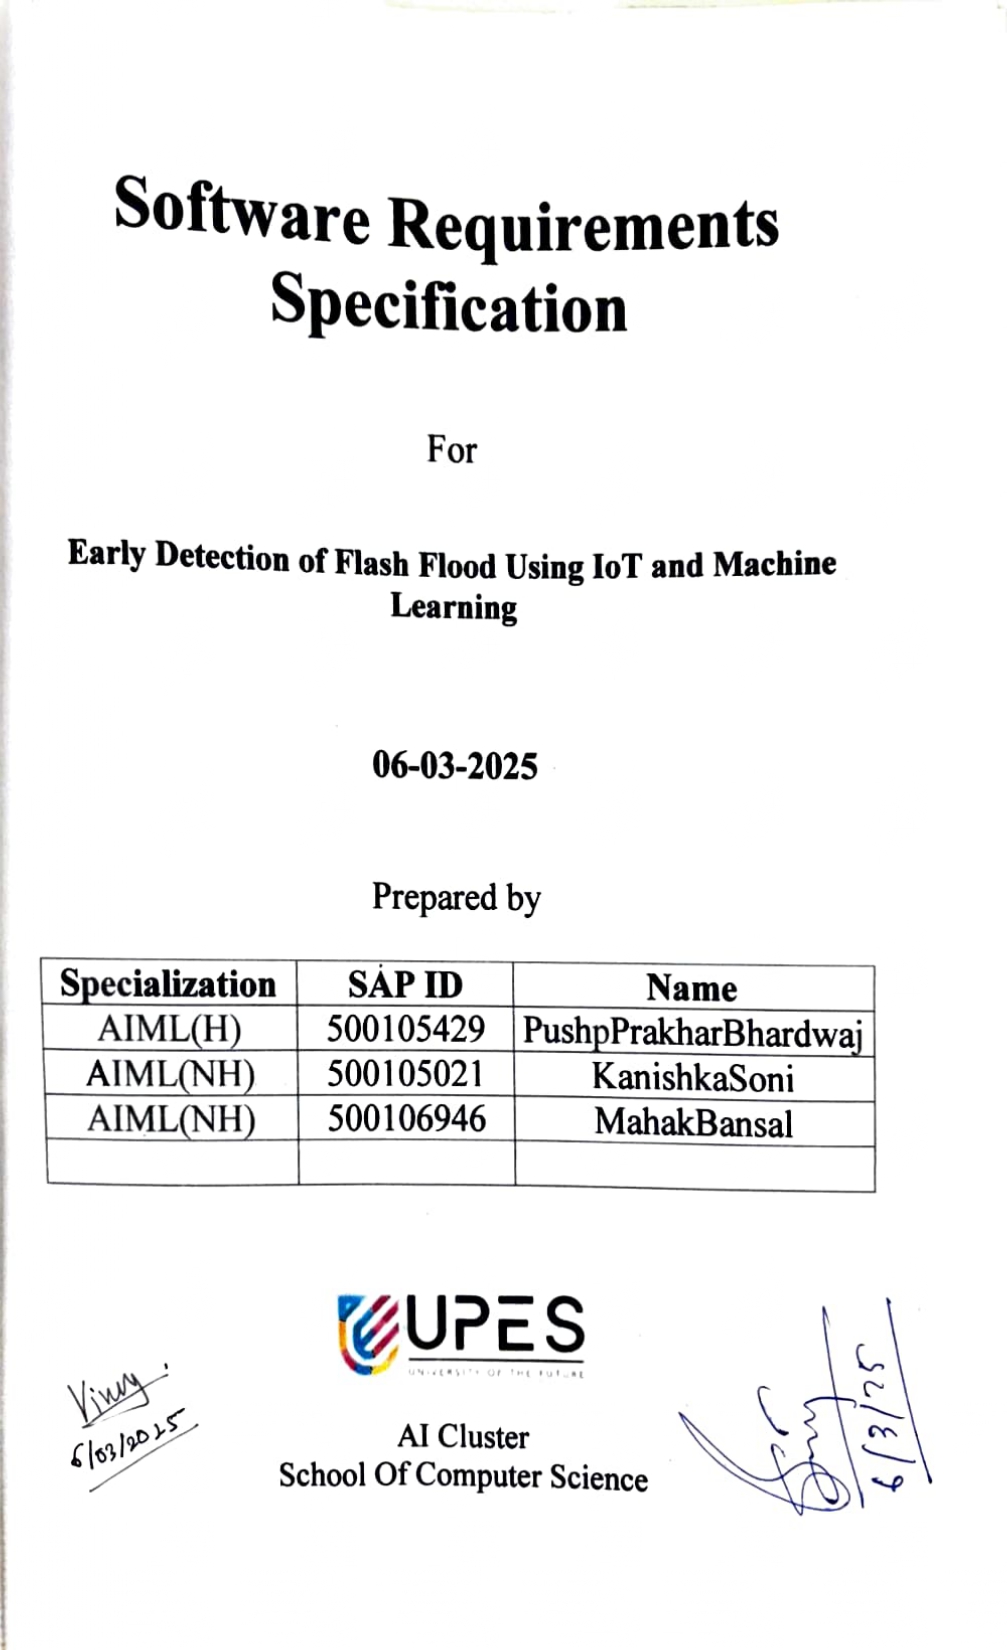 Software Requirements
Specification
For
Early Detection of Flash Flood Using IoT and Machine
Learning
06-03-2025
Prepared by
Specialization SAP ID Name
AIML(H) 500105429 PushpPrakharBhardwaj
AIML(NH) 500105021 KanishkaSoni
AIML(NH) 500106946 MahakBansal
UPES
UNIVERSITY OF THE FUTURE
6/03/2025
6/3/25
AI Cluster
School Of Computer Science